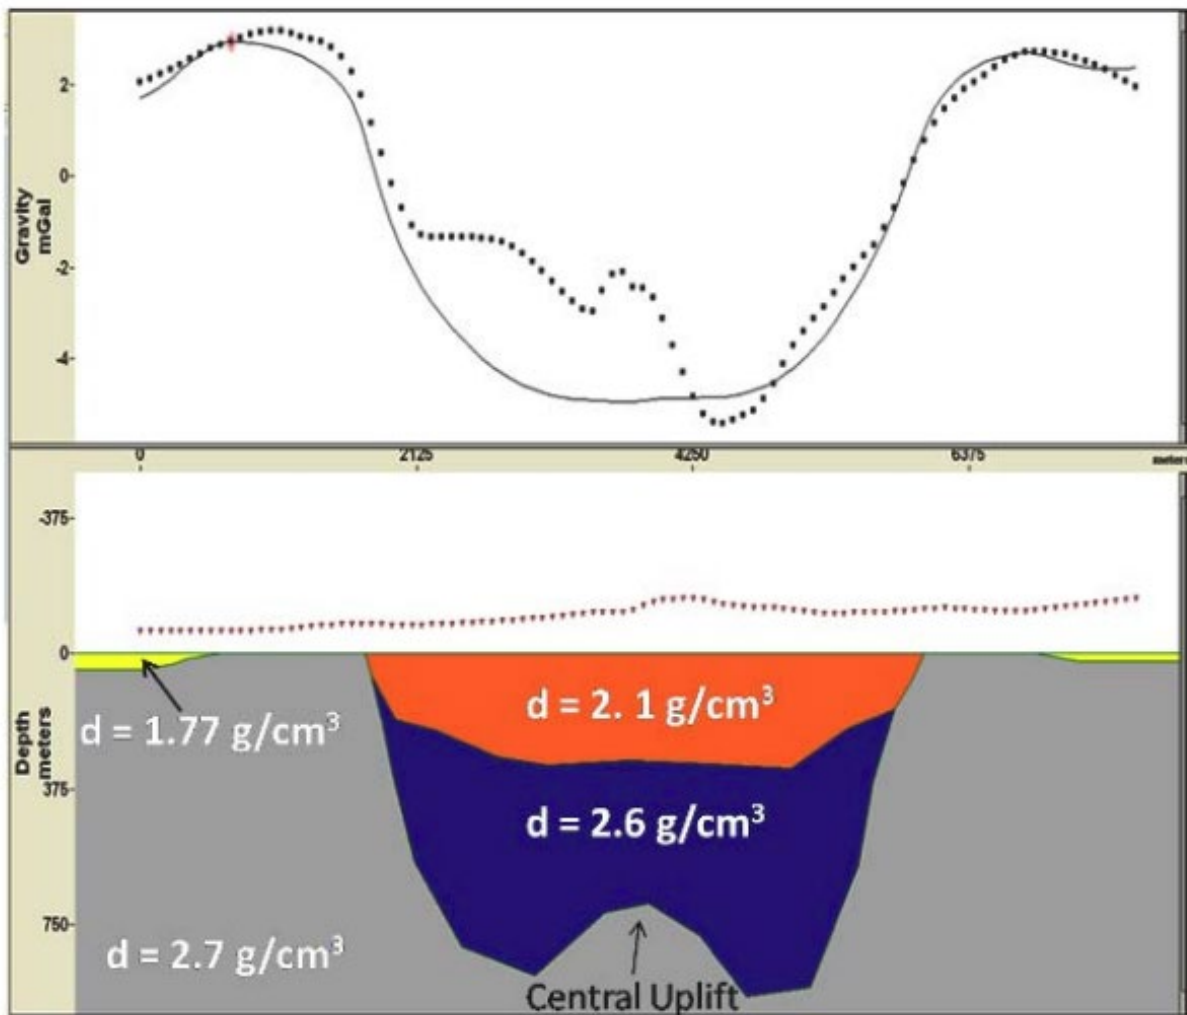 Gravity
mGal
2
0
-2
-4
0
2125
4250
6375
meters
Depth
meters
-375
0
375
750
d = 2. 1 g/cm³
d = 1.77 g/cm³
d = 2.6 g/cm³
d = 2.7 g/cm³
Central Uplift